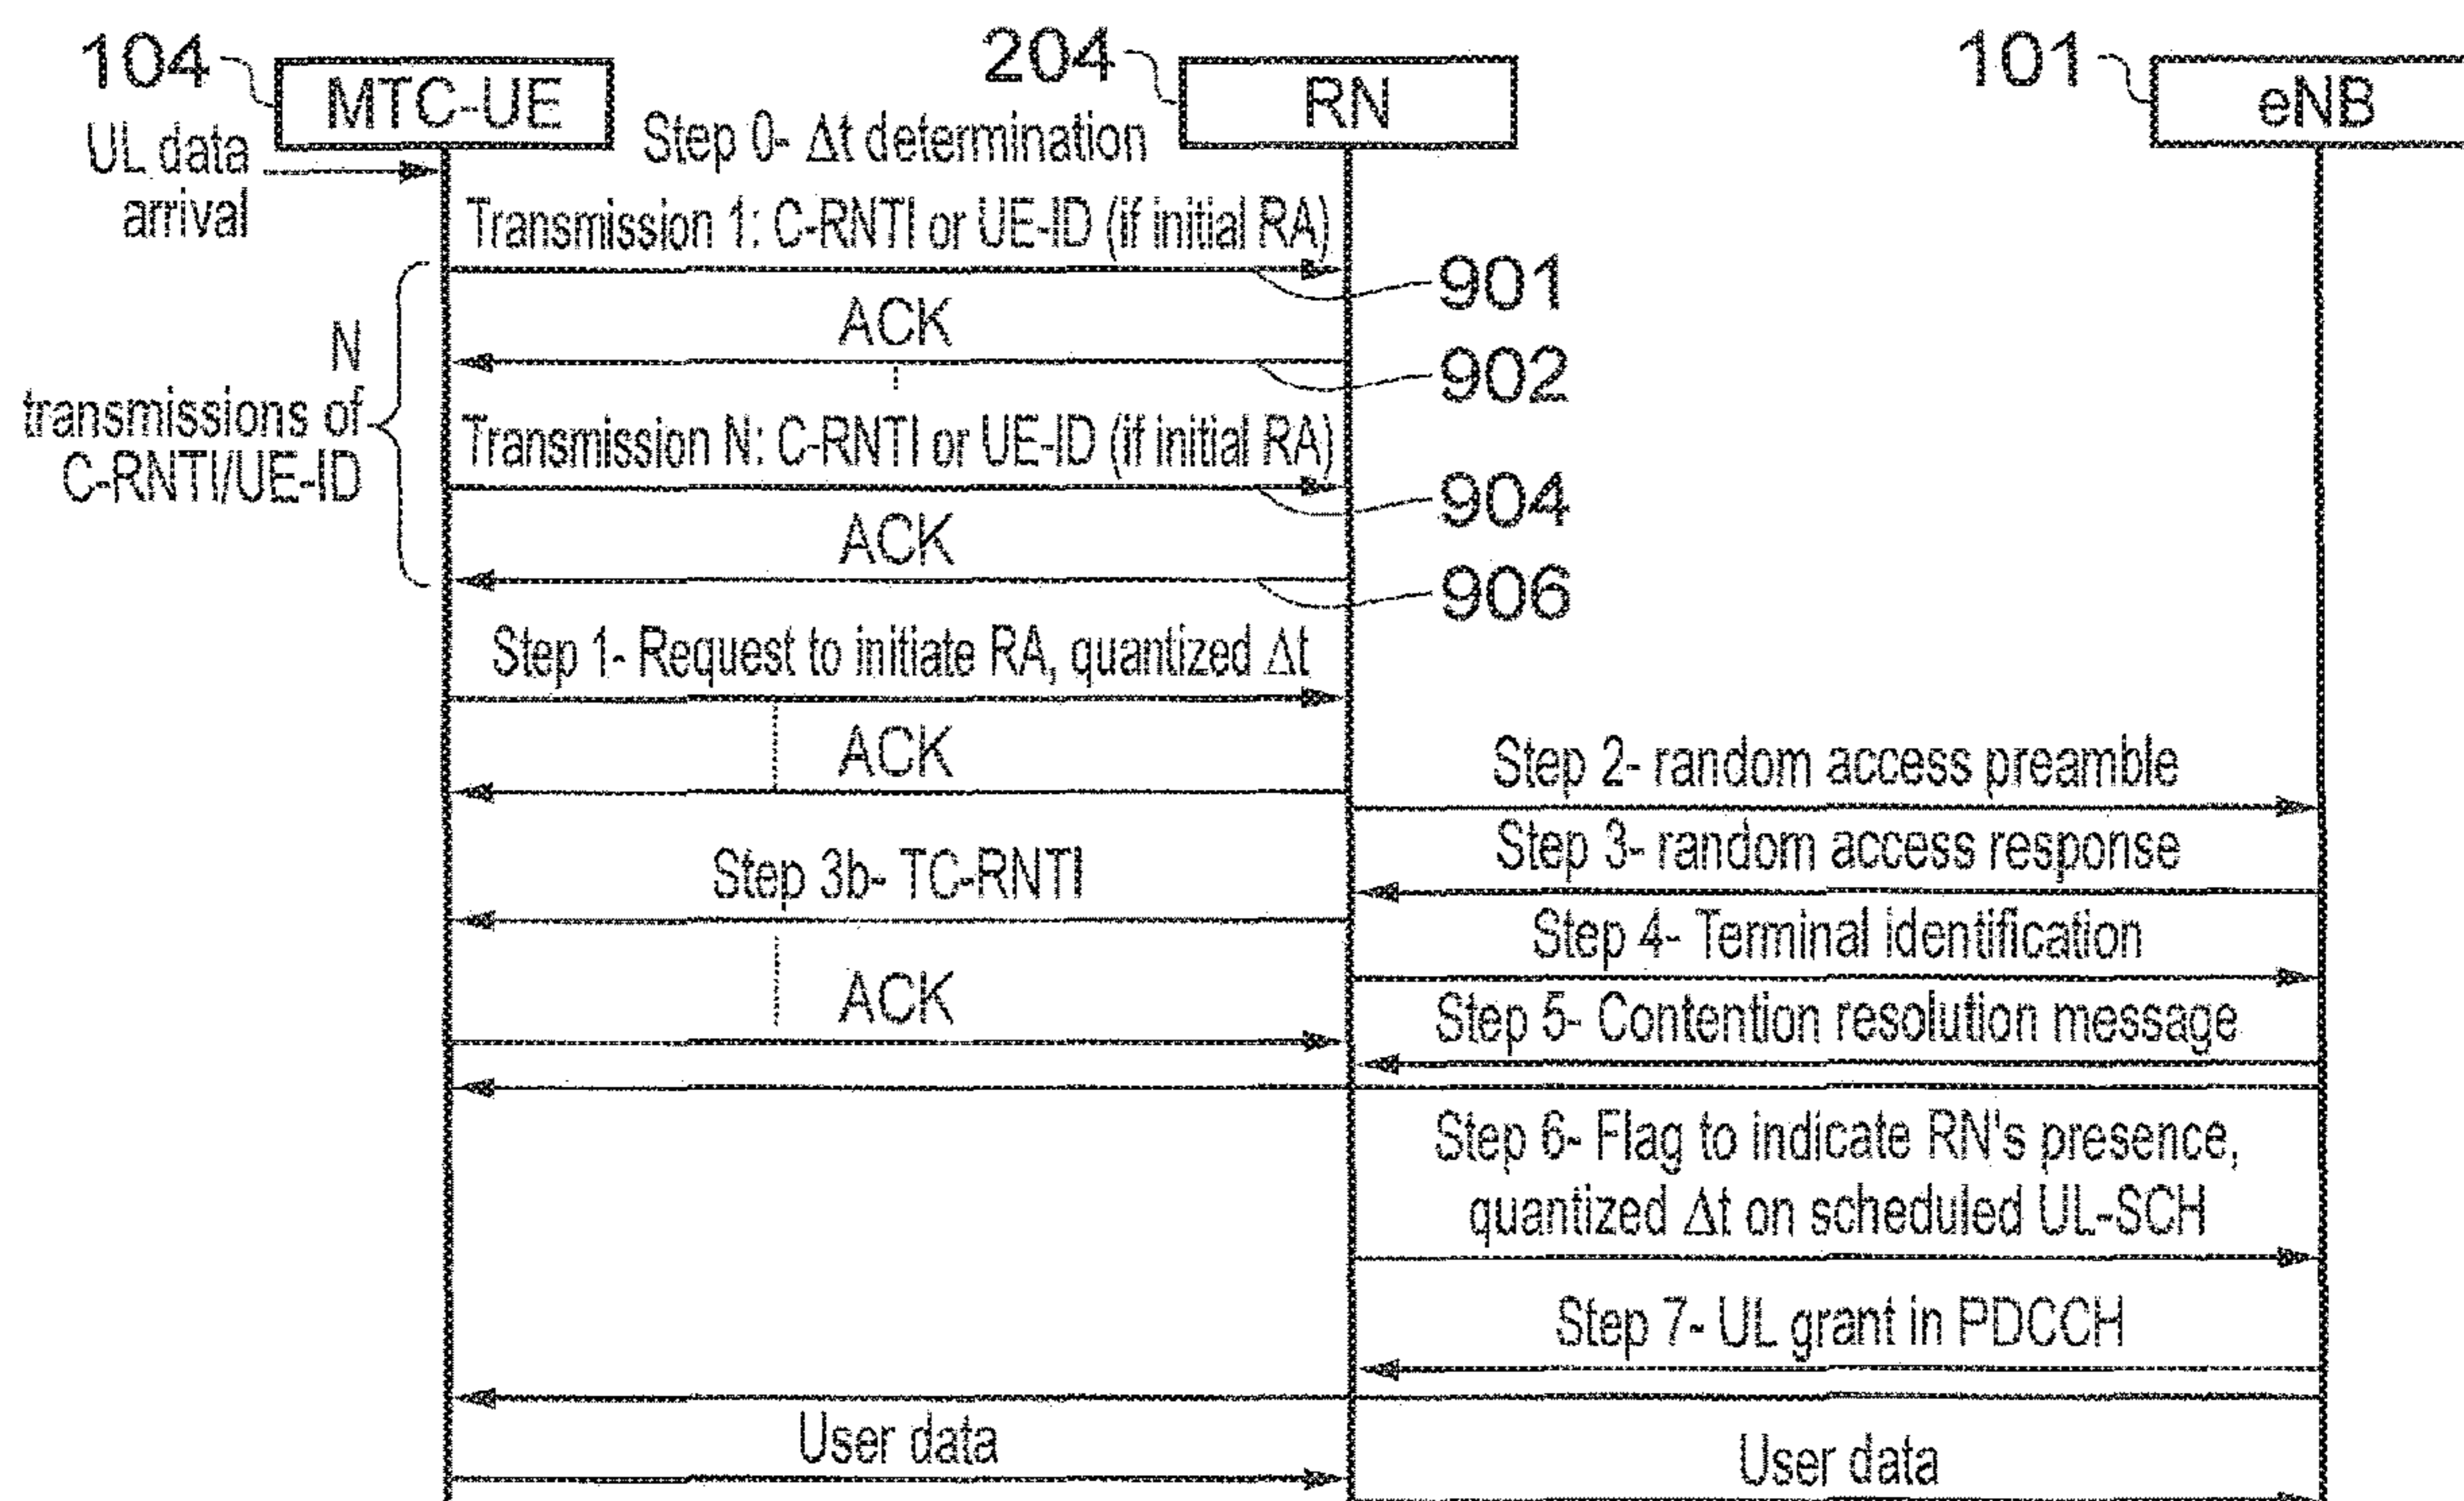 104
MTC-UE
204
RN
101
eNB
UL data
arrival
Step 0- Δt determination
Transmission 1: C-RNTI or UE-ID (if initial RA)
901
ACK
902
N
transmissions of
C-RNTI/UE-ID
Transmission N: C-RNTI or UE-ID (if initial RA)
904
ACK
906
Step 1- Request to initiate RA, quantized Δt
ACK
Step 2- random access preamble
Step 3- random access response
Step 3b- TC-RNTI
Step 4- Terminal identification
ACK
Step 5- Contention resolution message
Step 6- Flag to indicate RN's presence,
quantized Δt on scheduled UL-SCH
Step 7- UL grant in PDCCH
User data
User data